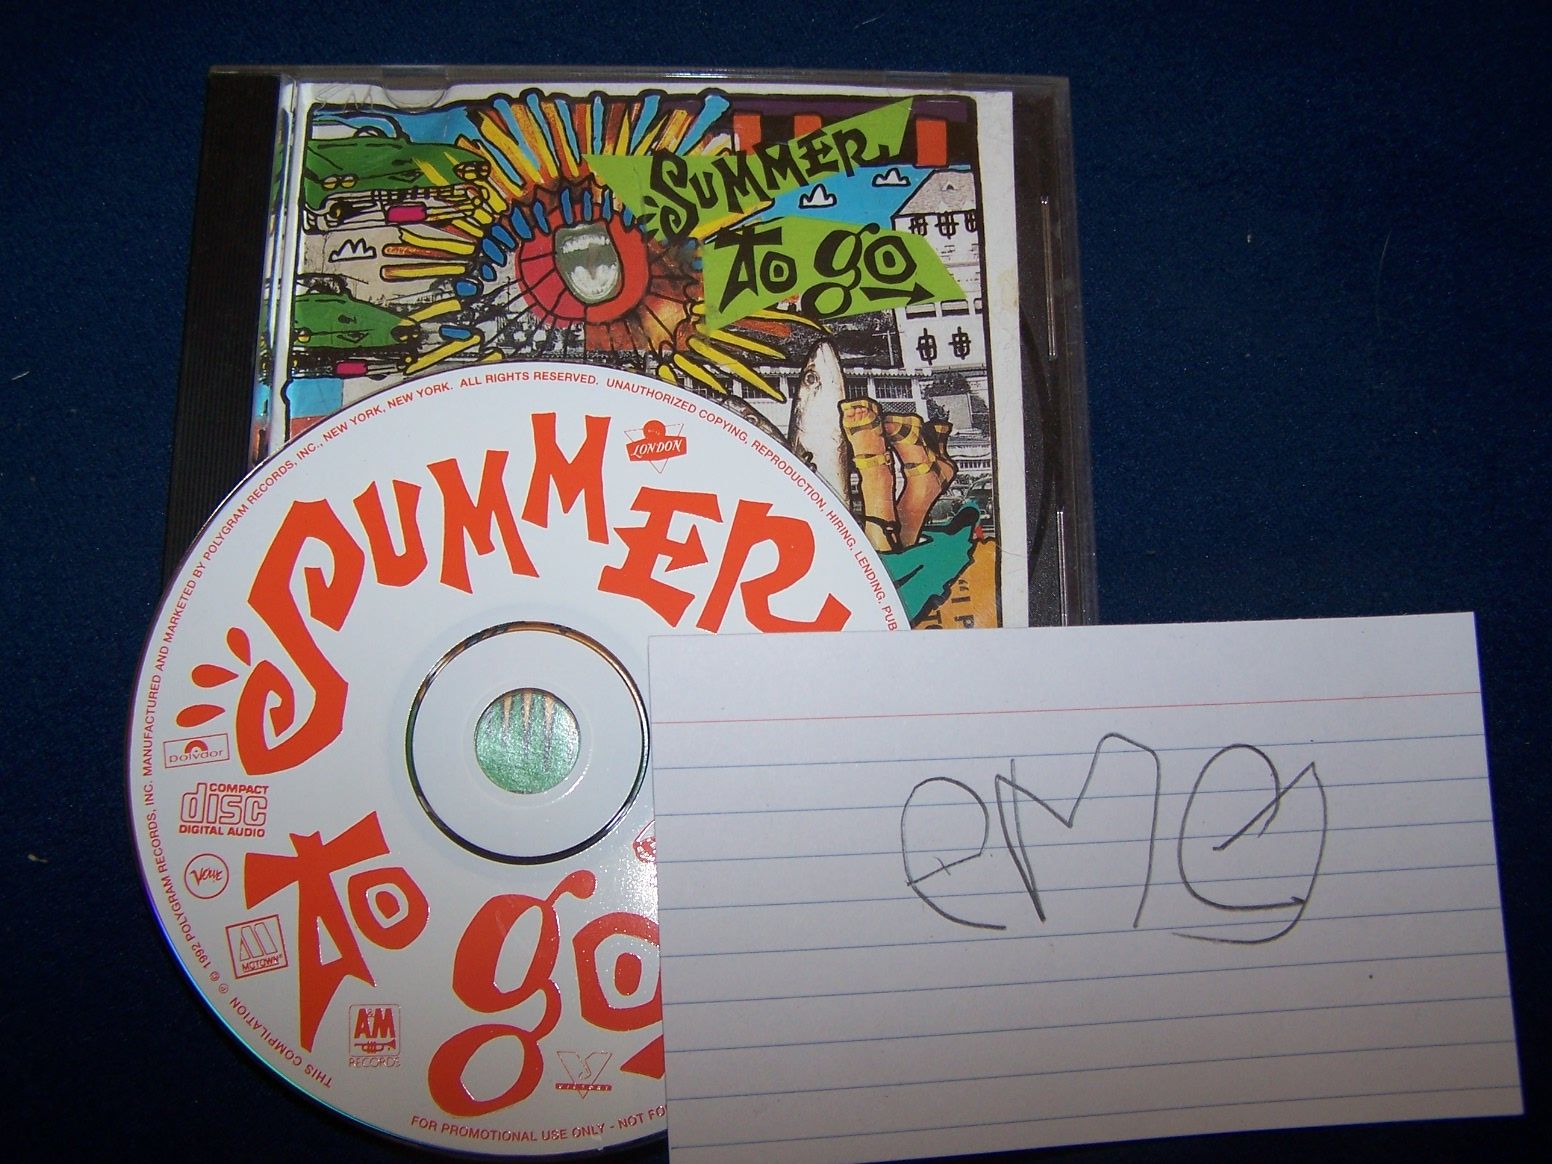 SUMMER
to go
MANUFACTURED AND MARKETED BY POLYGRAM RECORDS, INC., NEW YORK, NEW YORK. ALL RIGHTS RESERVED. UNAUTHORIZED COPYING, REPRODUCTION, HIRING, LENDING, PUB
LONDON
SUMMER
polydor
COMPACT
disc
DIGITAL AUDIO
Verve
to go
MOTOWN
A&M
RECORDS
VICTORY
THIS COMPILATION ℗ © 1992 POLYGRAM RECORDS, INC.
FOR PROMOTIONAL USE ONLY - NOT FO
eMe